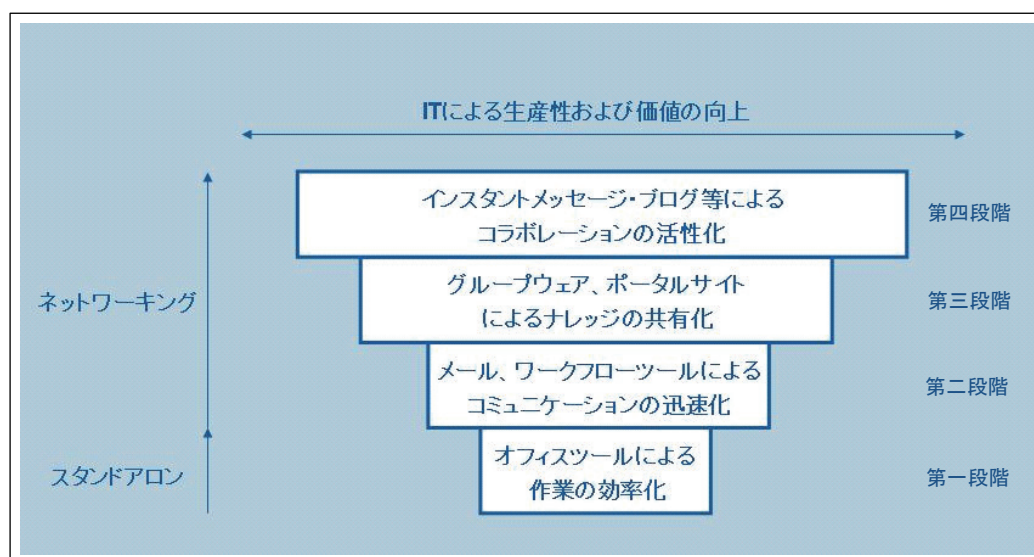 ITによる生産性および価値の向上
インスタントメッセージ・ブログ等による
コラボレーションの活性化
第四段階
グループウェア、ポータルサイト
によるナレッジの共有化
第三段階
ネットワーキング
メール、ワークフローツールによる
コミュニケーションの迅速化
第二段階
オフィスツールによる
作業の効率化
第一段階
スタンドアロン